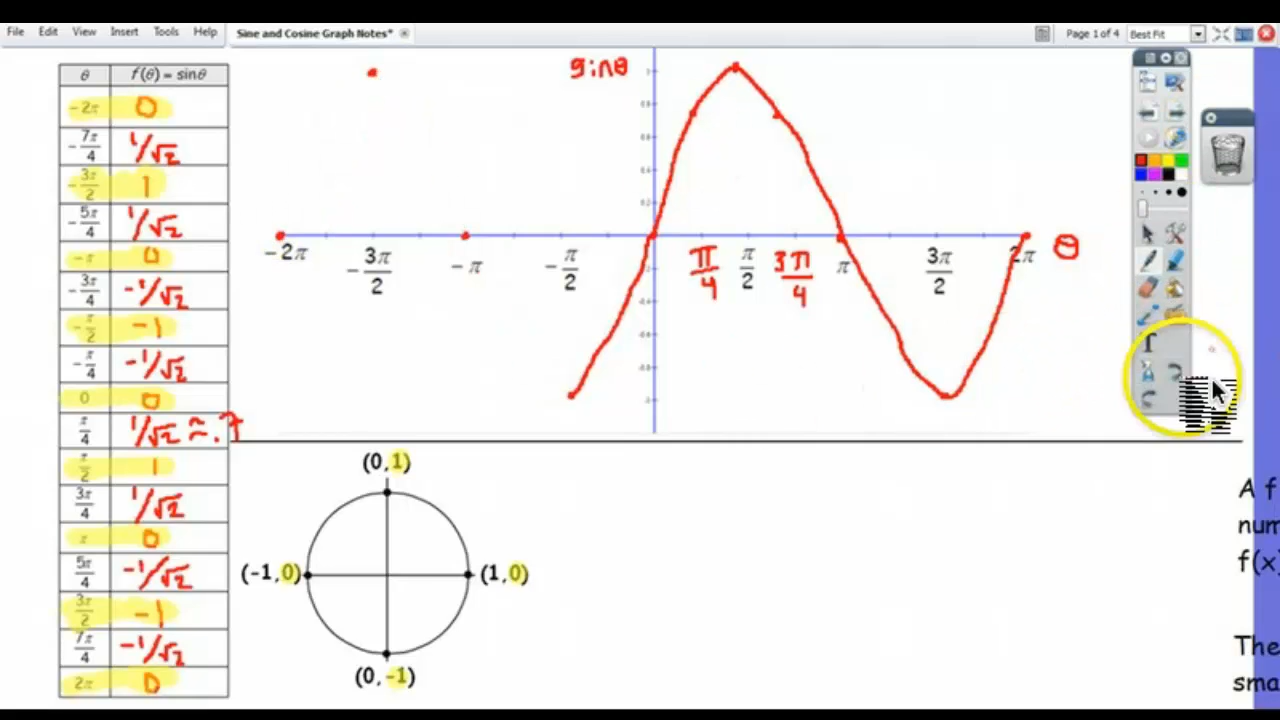 File Edit View Insert Tools Help
Sine and Cosine Graph Notes*
Page 1 of 4 Best Fit
θ f(θ) = sinθ
-2π 0
-7π/4 1/√2
-3π/2 1
-5π/4 1/√2
-π 0
-3π/4 -1/√2
-π/2 -1
-π/4 -1/√2
0 0
π/4 1/√2 ≈ .7
π/2 1
3π/4 1/√2
π 0
5π/4 -1/√2
3π/2 -1
7π/4 -1/√2
2π 0
sinθ
-2π -3π/2 -π -π/2 π/4 π/2 3π/4 π 3π/2 2π θ
(0,1)
(-1,0) (1,0)
(0,-1)
A f
num
f(x)
The
sma